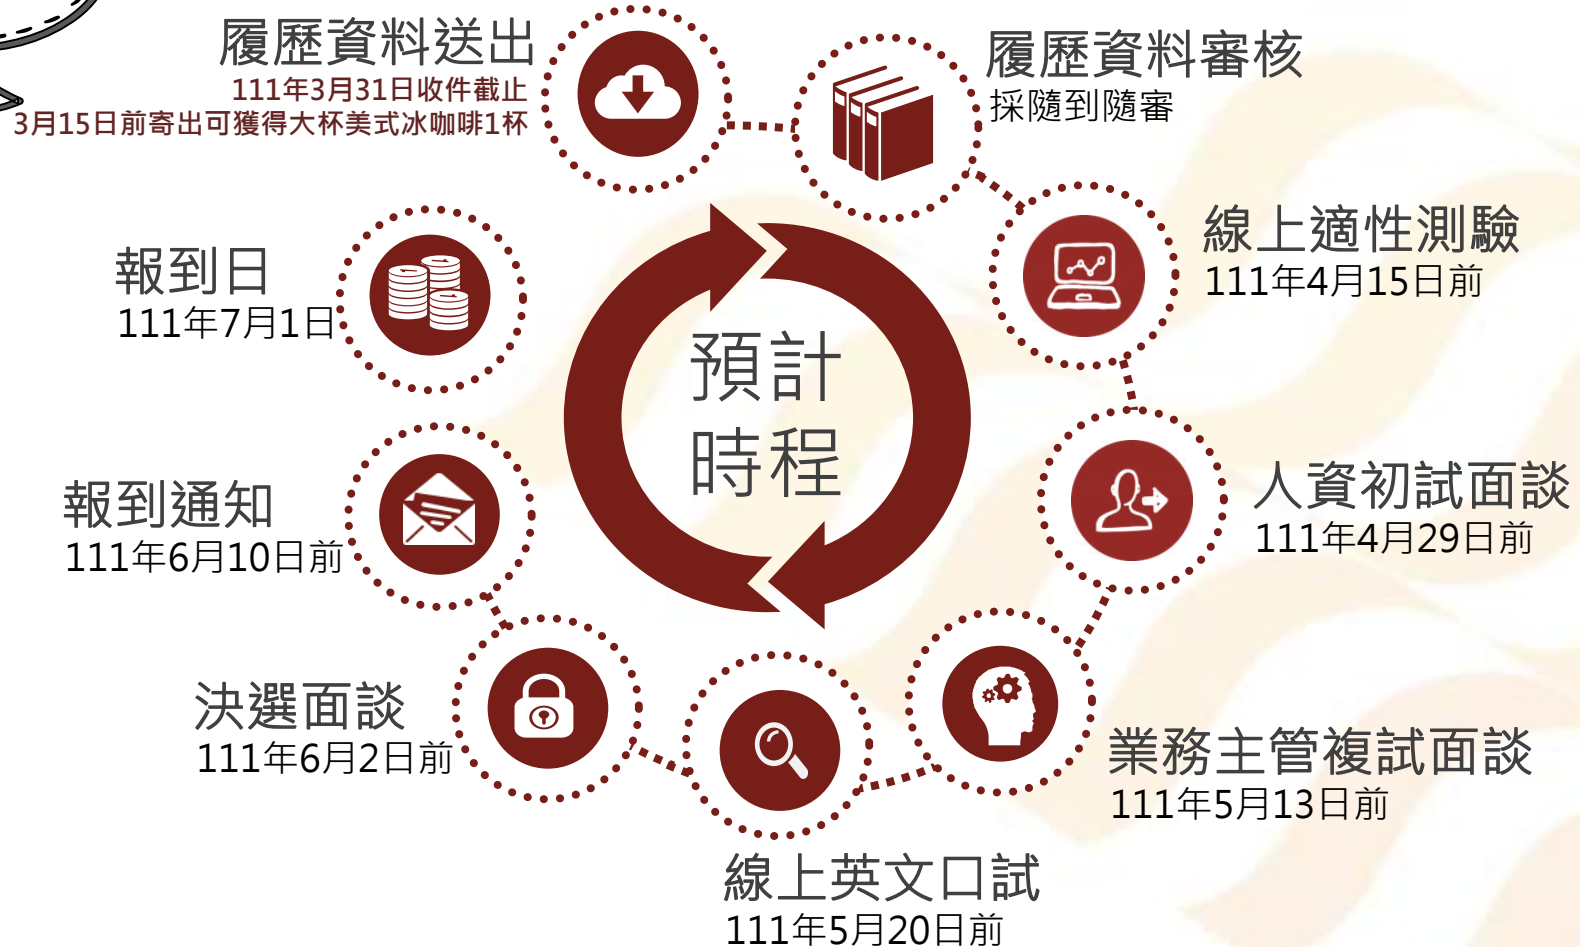 履歷資料送出
111年3月31日收件截止
3月15日前寄出可獲得大杯美式冰咖啡1杯
履歷資料審核
採隨到隨審
線上適性測驗
111年4月15日前
人資初試面談
111年4月29日前
業務主管複試面談
111年5月13日前
線上英文口試
111年5月20日前
決選面談
111年6月2日前
報到通知
111年6月10日前
報到日
111年7月1日
預計
時程